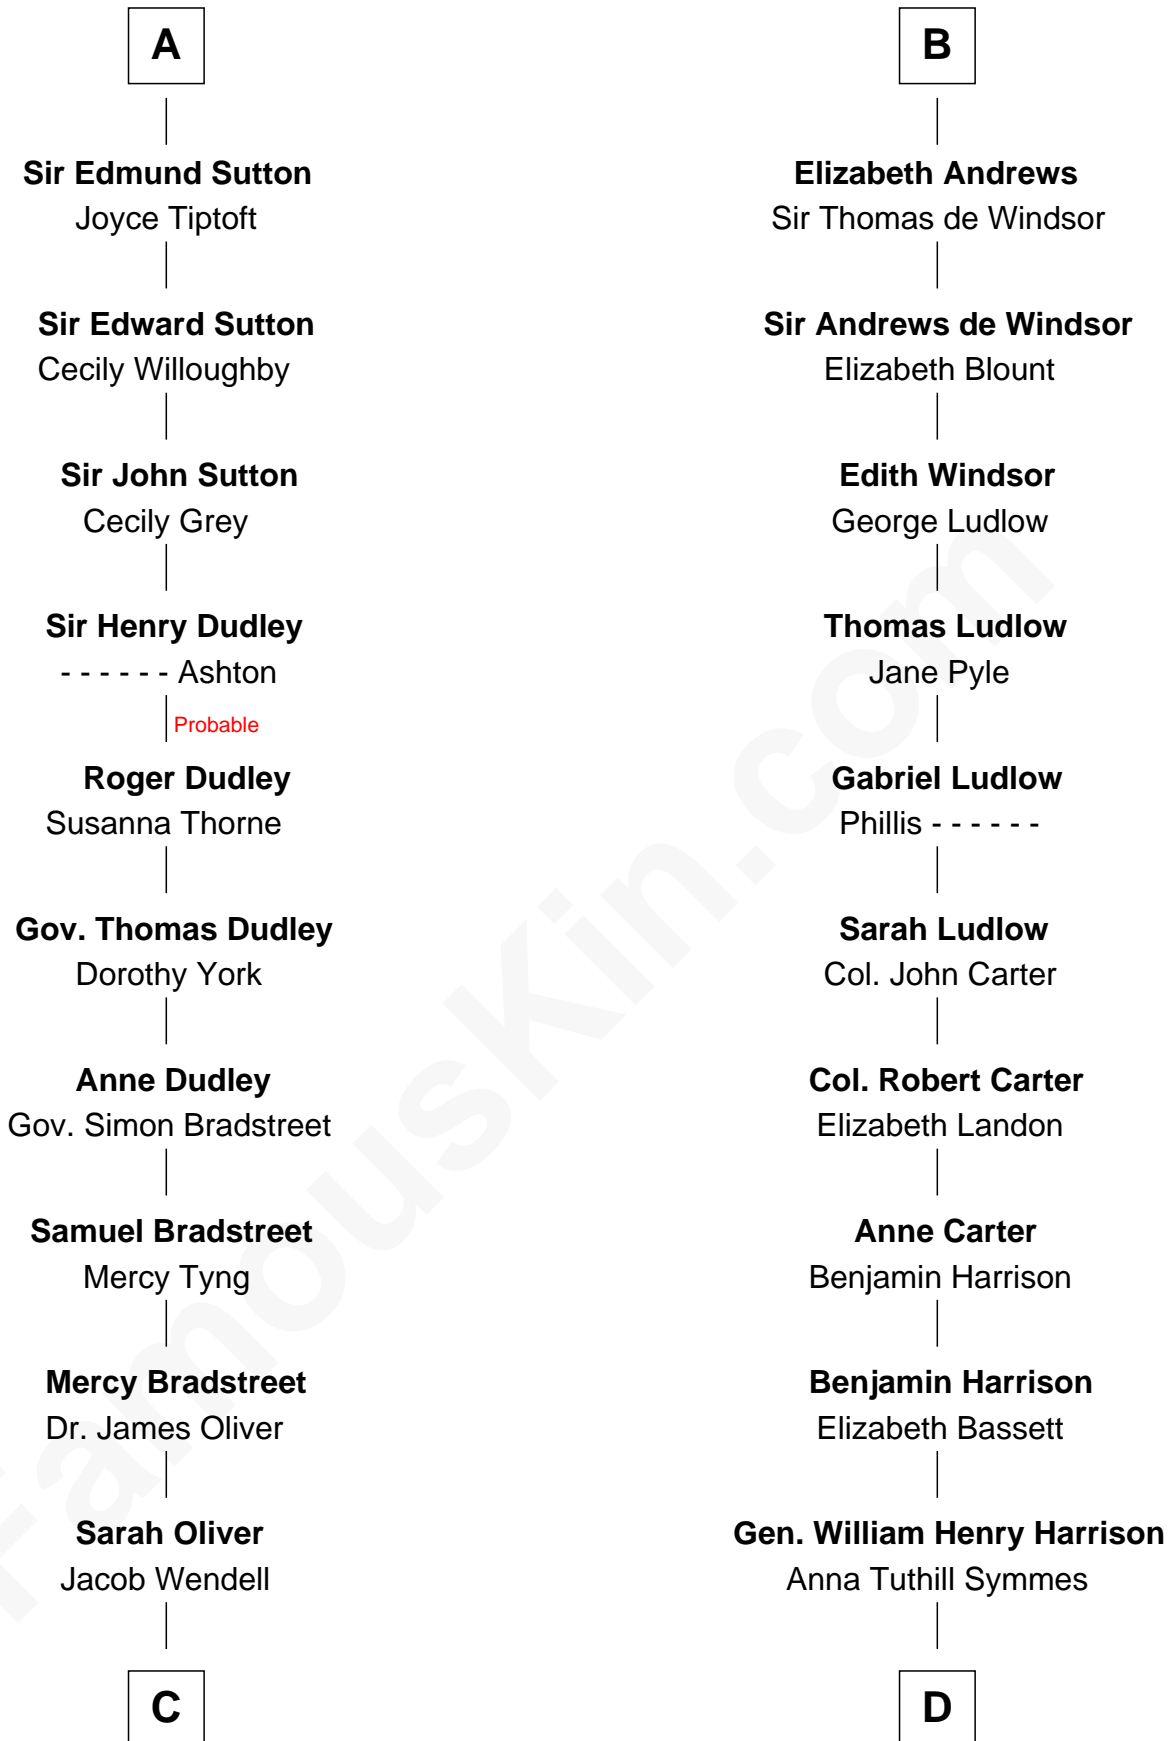 A
Sir Edmund Sutton
Joyce Tiptoft
Sir Edward Sutton
Cecily Willoughby
Sir John Sutton
Cecily Grey
Sir Henry Dudley
- - - - - - Ashton
Probable
Roger Dudley
Susanna Thorne
Gov. Thomas Dudley
Dorothy York
Anne Dudley
Gov. Simon Bradstreet
Samuel Bradstreet
Mercy Tyng
Mercy Bradstreet
Dr. James Oliver
Sarah Oliver
Jacob Wendell
C
B
Elizabeth Andrews
Sir Thomas de Windsor
Sir Andrews de Windsor
Elizabeth Blount
Edith Windsor
George Ludlow
Thomas Ludlow
Jane Pyle
Gabriel Ludlow
Phillis - - - - - -
Sarah Ludlow
Col. John Carter
Col. Robert Carter
Elizabeth Landon
Anne Carter
Benjamin Harrison
Benjamin Harrison
Elizabeth Bassett
Gen. William Henry Harrison
Anna Tuthill Symmes
D
FamousKin.com